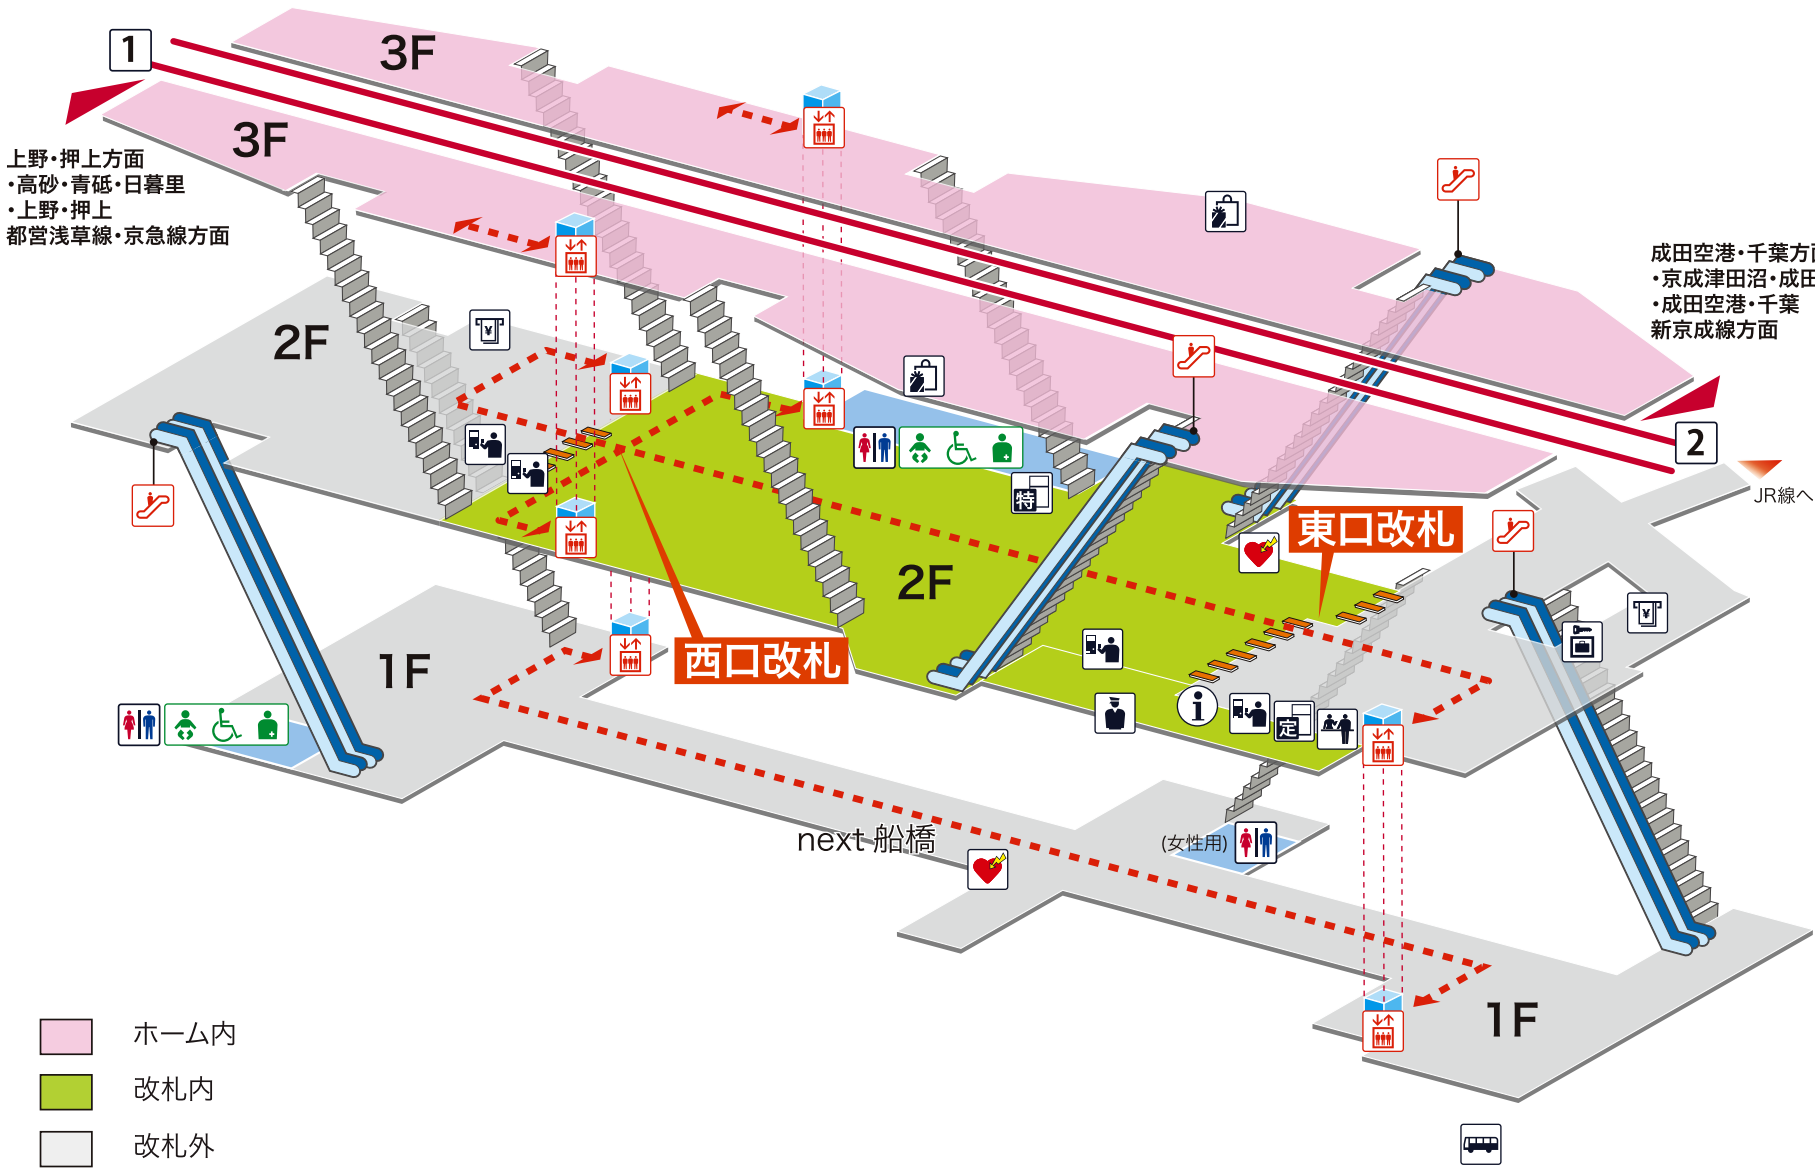 1
3F
3F
上野・押上方面
・高砂・青砥・日暮里
・上野・押上
都営浅草線・京急線方面
成田空港・千葉方面
・京成津田沼・成田
・成田空港・千葉
新京成線方面
2
JR線へ
2F
¥
特
東口改札
2F
西口改札
¥
1F
i
定
next 船橋
(女性用)
1F
ホーム内
改札内
改札外